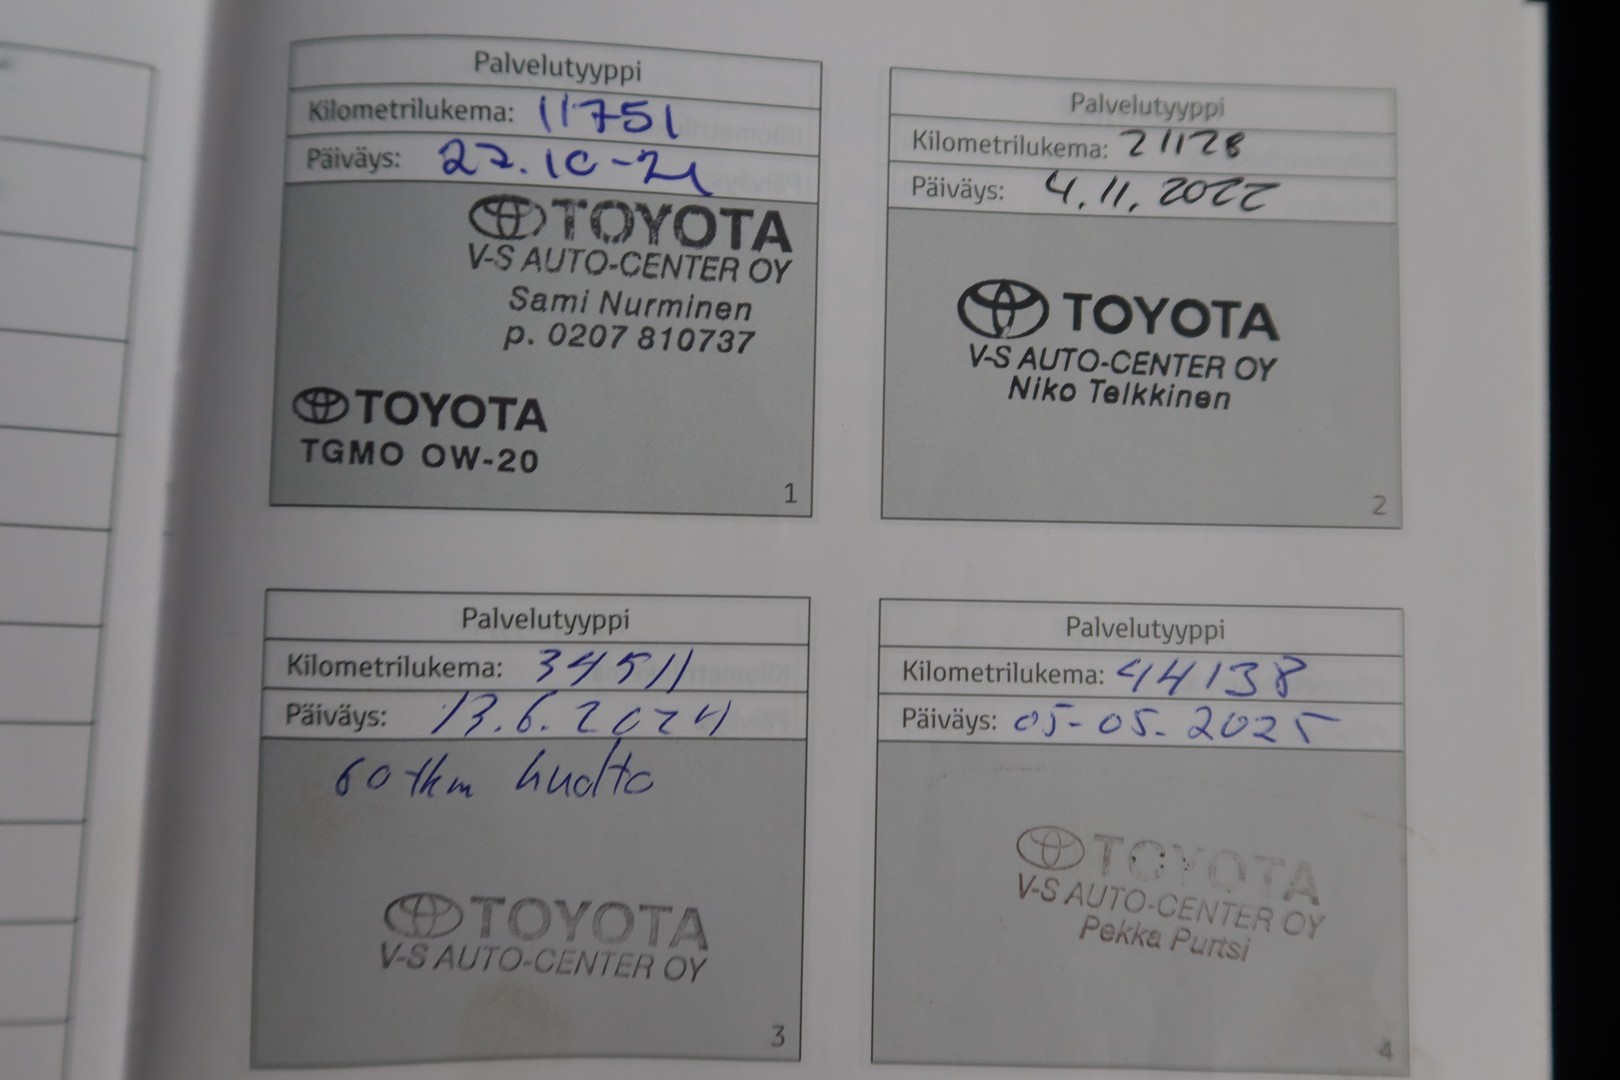 Palvelutyyppi
Kilometrilukema: 11751
Päiväys: 22.10-21
TOYOTA
V-S AUTO-CENTER OY
Sami Nurminen
p. 0207 810737
TOYOTA
TGMO OW-20
1
Palvelutyyppi
Kilometrilukema: 21128
Päiväys: 4.11.2022
TOYOTA
V-S AUTO-CENTER OY
Niko Telkkinen
2
Palvelutyyppi
Kilometrilukema: 34511
Päiväys: 13.6.2024
60 tkm huolto
TOYOTA
V-S AUTO-CENTER OY
3
Palvelutyyppi
Kilometrilukema: 44138
Päiväys: 05-05-2025
TOYOTA
V-S AUTO-CENTER OY
Pekka Purtsi
4